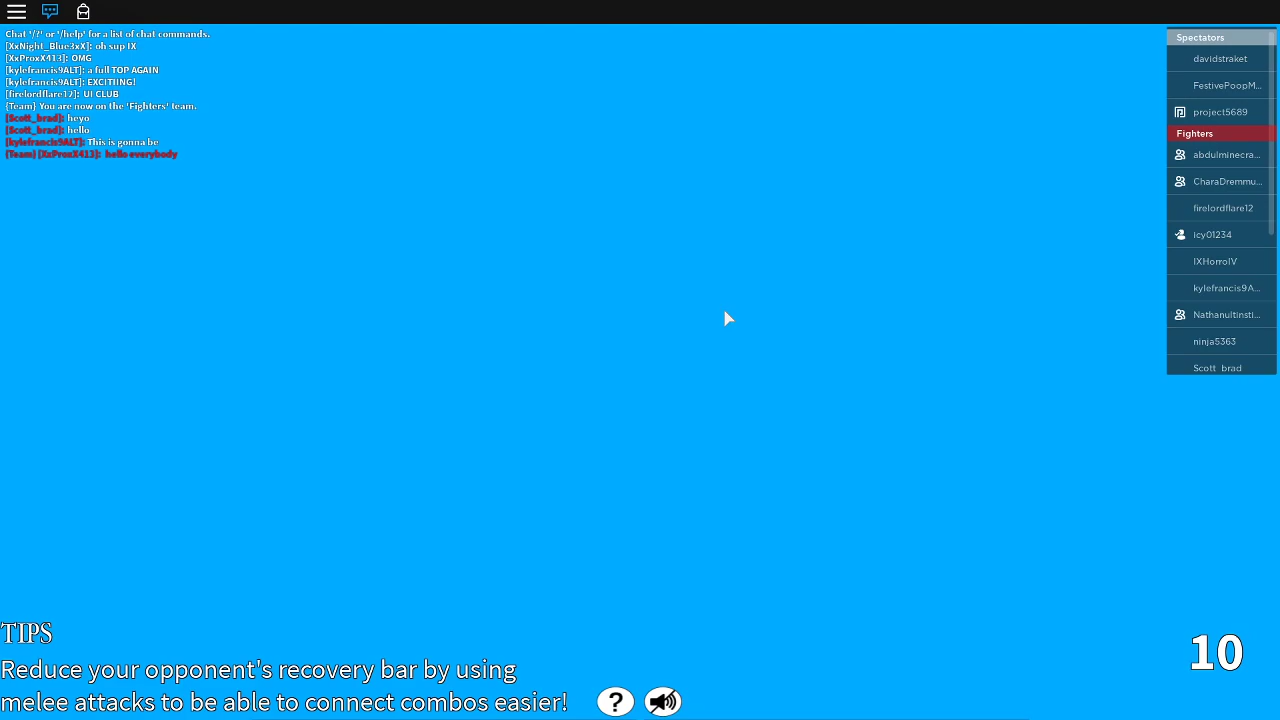 Chat '/?' or '/help' for a list of chat commands.
[XxNight_Blue3xX]: oh sup IX
[XxProxX413]: OMG
[kylefrancis9ALT]: a full TOP AGAIN
[kylefrancis9ALT]: EXCITIING!
[firelordflare12]: UI CLUB
{Team} You are now on the 'Fighters' team.
[Scott_brad]: heyo
[Scott_brad]: hello
[kylefrancis9ALT]: This is gonna be
{Team} [XxProxX413]: hello everybody
Spectators
davidstraket
FestivePoopM...
project5689
Fighters
abdulminecra...
CharaDremmu...
firelordflare12
icy01234
IXHorrolV
kylefrancis9A...
Nathanultinsti...
ninja5363
Scott_brad
TIPS
Reduce your opponent's recovery bar by using
melee attacks to be able to connect combos easier!
?
10